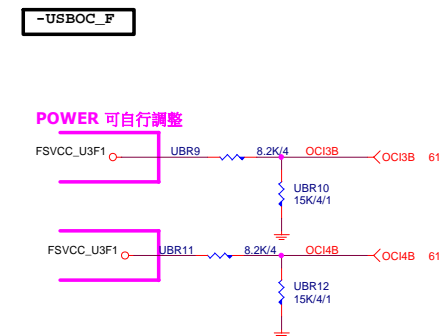 -USBOC_F
POWER 可自行調整
FSVCC_U3F1 UBR9 8.2K/4 OCI3B OCI3B 61
UBR10
15K/4/1
FSVCC_U3F1 UBR11 8.2K/4 OCI4B OCI4B 61
UBR12
15K/4/1